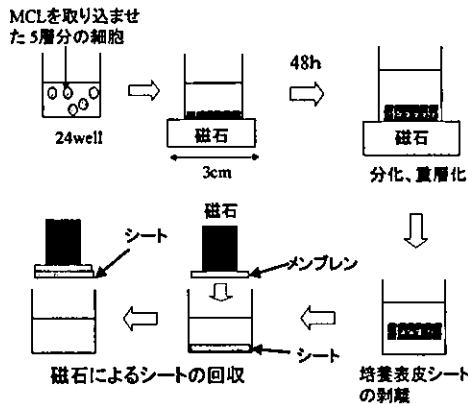 MCLを取り込ませ
た5層分の細胞
24well
磁石
3cm
48h
磁石
分化、重層化
シート
磁石
メンブレン
シート
磁石によるシートの回収
培養表皮シート
の剥離